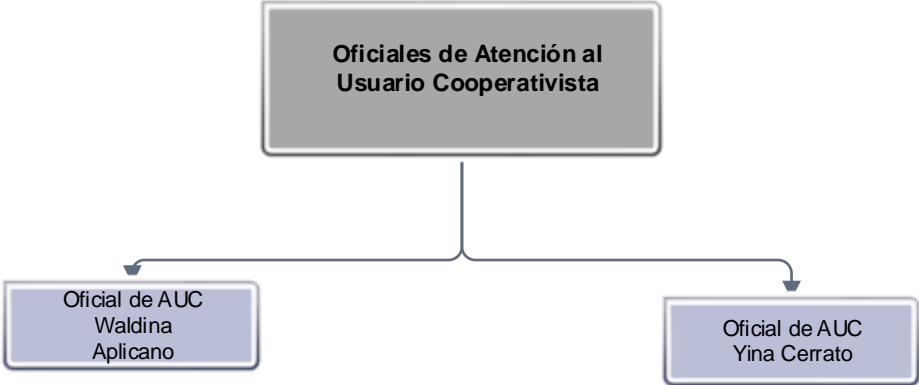 Oficiales de Atención al
Usuario Cooperativista
Oficial de AUC
Waldina
Aplicano
Oficial de AUC
Yina Cerrato